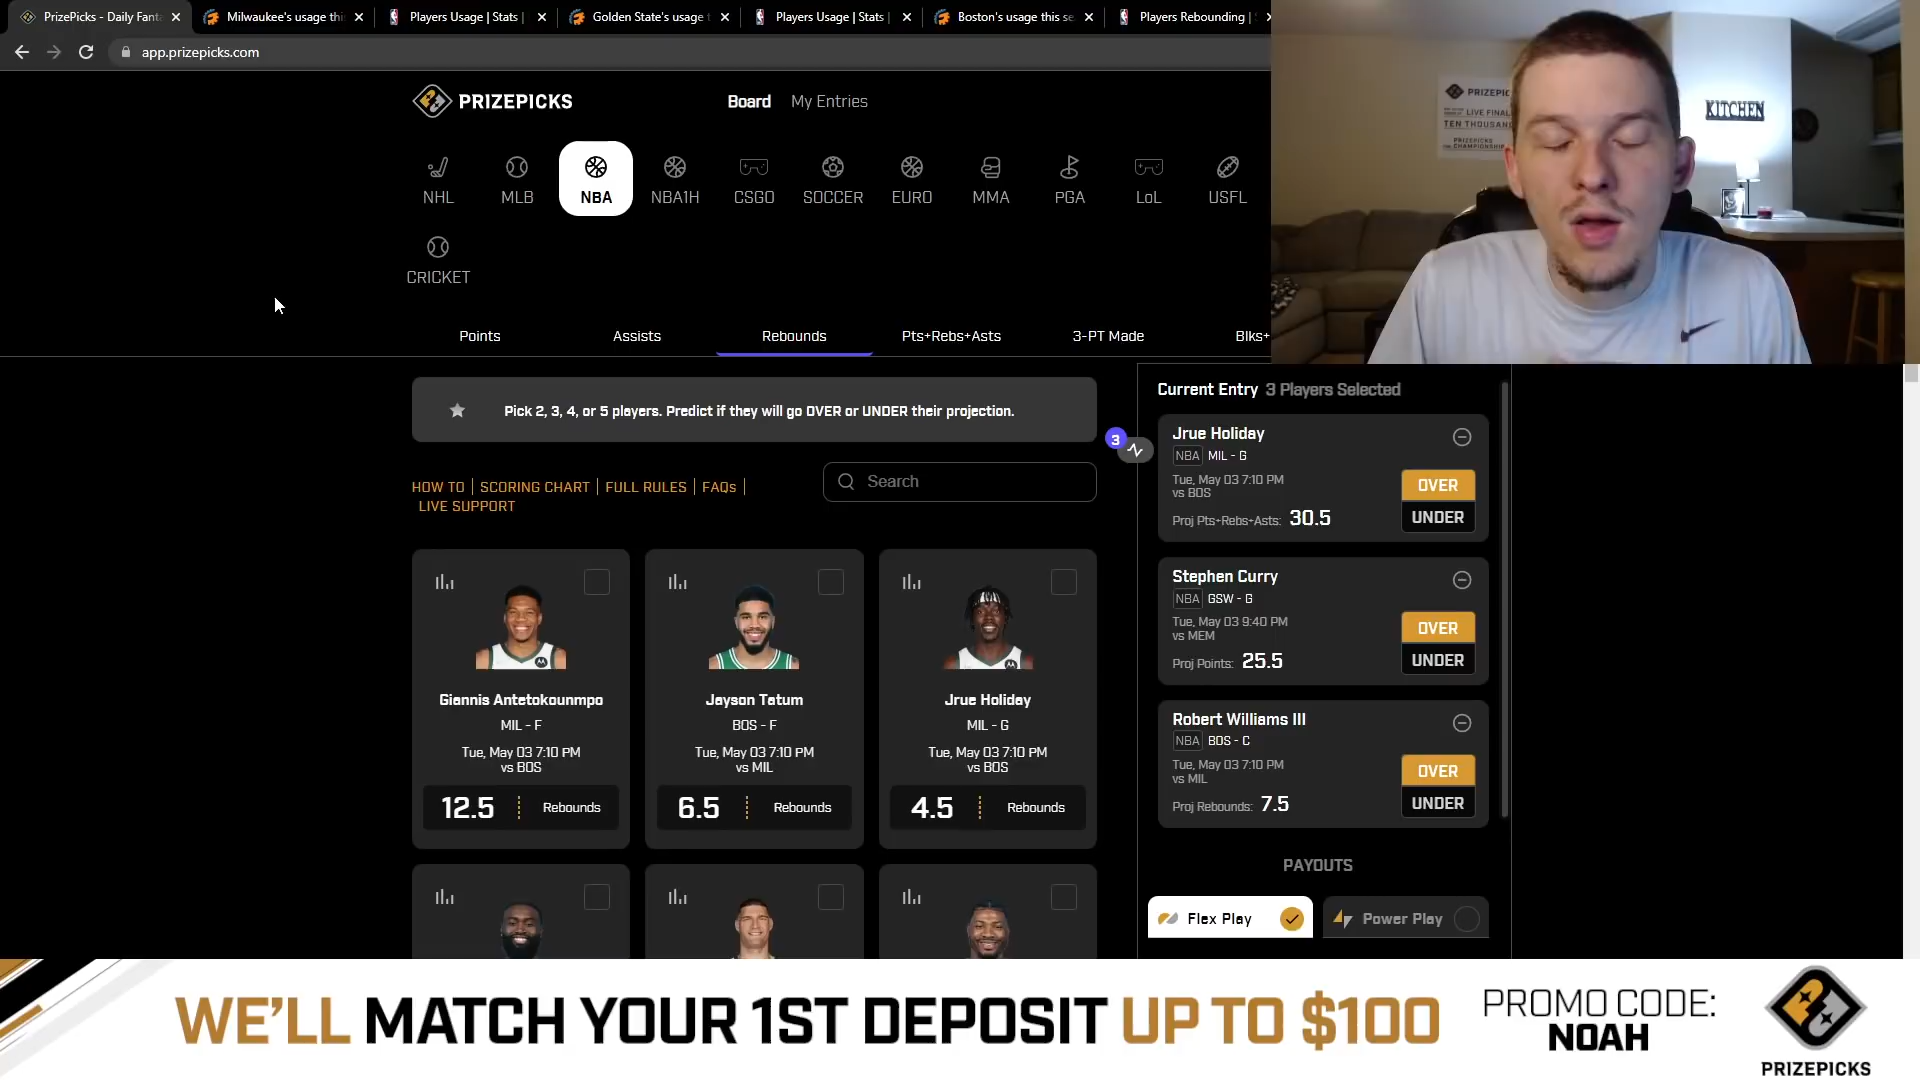 PrizePicks - Daily Fanta
Milwaukee's usage thi
Players Usage | Stats |
Golden State's usage t
Players Usage | Stats |
Boston's usage this se
Players Rebounding |
app.prizepicks.com
PRIZEPICKS
Board
My Entries
NHL
MLB
NBA
NBA1H
CSGO
SOCCER
EURO
MMA
PGA
LoL
USFL
CRICKET
Points
Assists
Rebounds
Pts+Rebs+Asts
3-PT Made
Blks+
Pick 2, 3, 4, or 5 players. Predict if they will go OVER or UNDER their projection.
HOW TO | SCORING CHART | FULL RULES | FAQs |
LIVE SUPPORT
Search
Giannis Antetokounmpo
MIL - F
Tue, May 03 7:10 PM
vs BOS
12.5
Rebounds
Jayson Tatum
BOS - F
Tue, May 03 7:10 PM
vs MIL
6.5
Rebounds
Jrue Holiday
MIL - G
Tue, May 03 7:10 PM
vs BOS
4.5
Rebounds
3
Current Entry 3 Players Selected
Jrue Holiday
NBA MIL - G
Tue, May 03 7:10 PM
vs BOS
Proj Pts+Rebs+Asts: 30.5
OVER
UNDER
Stephen Curry
NBA GSW - G
Tue, May 03 9:40 PM
vs MEM
Proj Points: 25.5
OVER
UNDER
Robert Williams III
NBA BOS - C
Tue, May 03 7:10 PM
vs MIL
Proj Rebounds: 7.5
OVER
UNDER
PAYOUTS
Flex Play
Power Play
PRIZEPIC
LIVE FINAL
TEN THOUSAN
PRIZEPICKS
CHAMPIONSHIP
KITCHEN
WE'LL MATCH YOUR 1ST DEPOSIT UP TO $100
PROMO CODE:
NOAH
PRIZEPICKS